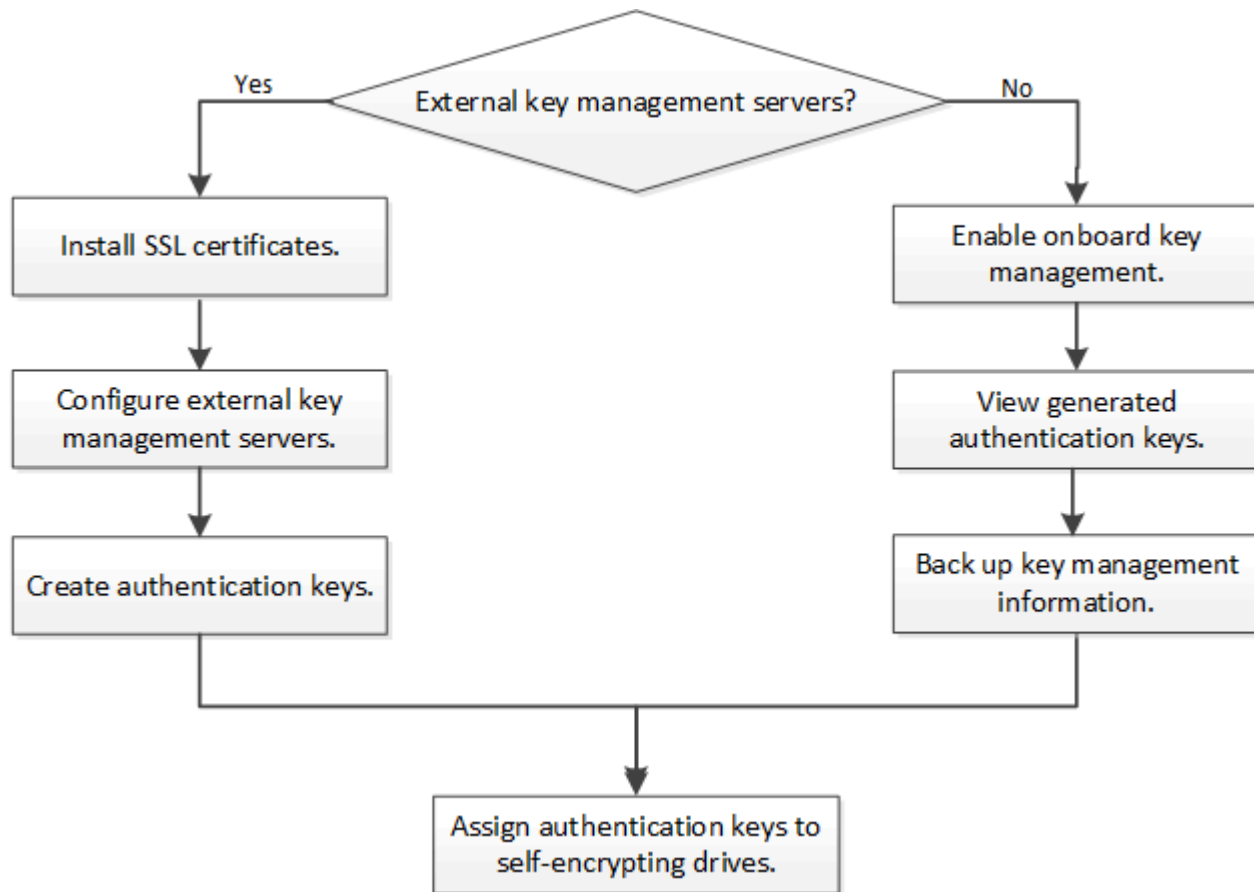 External key management servers?
Yes
No
Install SSL certificates.
Configure external key
management servers.
Create authentication keys.
Enable onboard key
management.
View generated
authentication keys.
Back up key management
information.
Assign authentication keys to
self-encrypting drives.